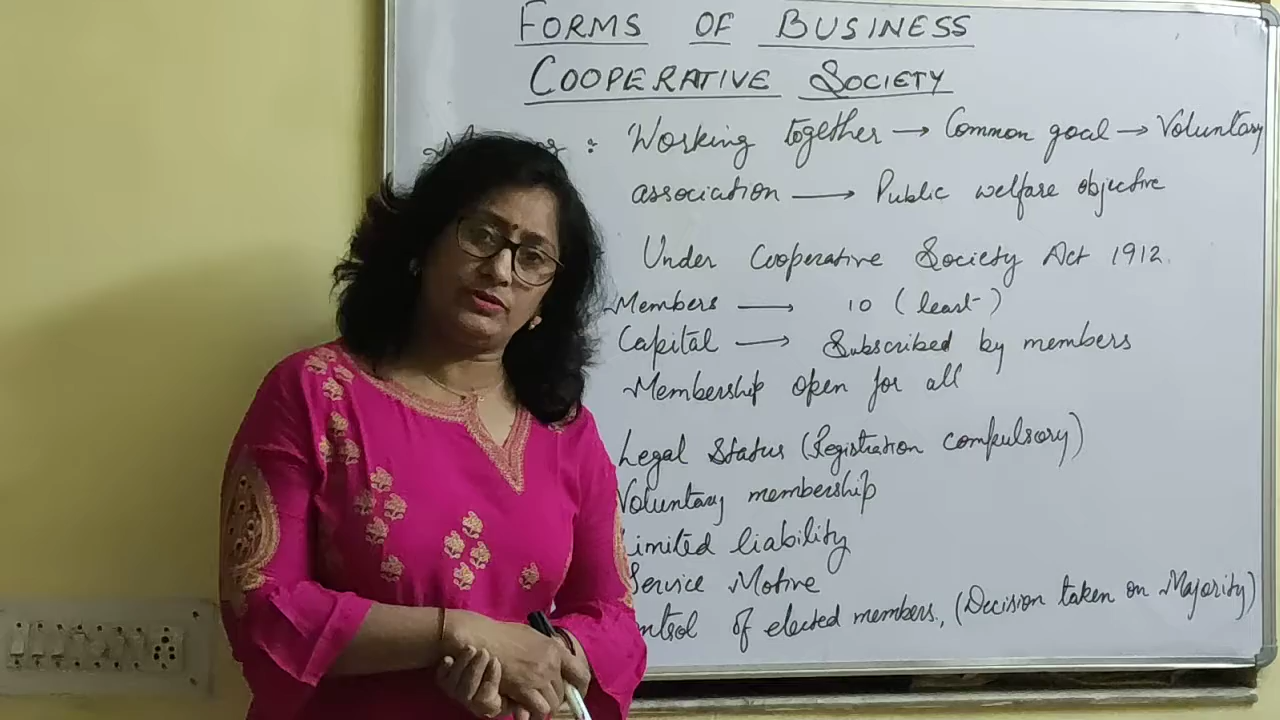 FORMS OF BUSINESS
COOPERATIVE SOCIETY
: Working together → Common goal → Voluntary
association → Public welfare objective
Under Cooperative Society Act 1912.
Members → 10 (least)
Capital → Subscribed by members
Membership open for all
Legal Status (Registration compulsory)
Voluntary membership
Limited liability
Service Motive
of elected members, (Decision taken on Majority)